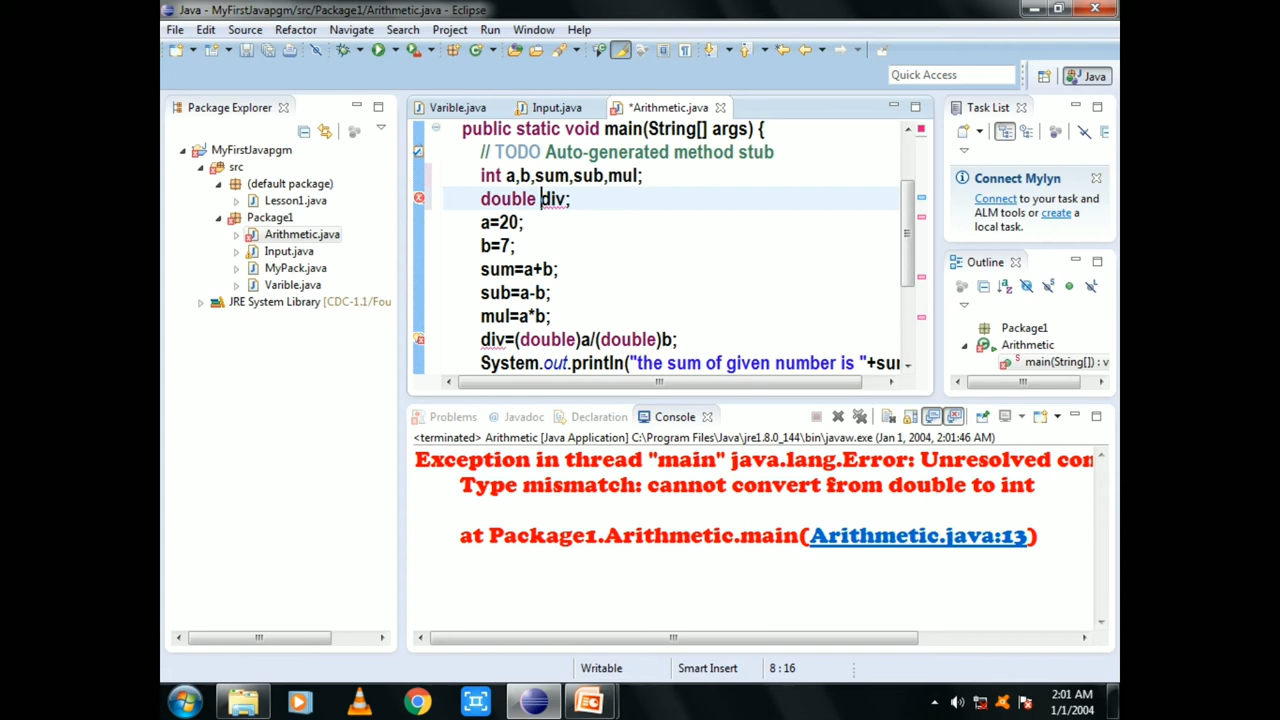 Java - MyFirstJavapgm/src/Package1/Arithmetic.java - Eclipse
File Edit Source Refactor Navigate Search Project Run Window Help
Quick Access
Java
Package Explorer
MyFirstJavapgm
src
(default package)
Lesson1.java
Package1
Arithmetic.java
Input.java
MyPack.java
Varible.java
JRE System Library [CDC-1.1/Fou
Varible.java Input.java *Arithmetic.java
public static void main(String[] args) {
// TODO Auto-generated method stub
int a,b,sum,sub,mul;
double div;
a=20;
b=7;
sum=a+b;
sub=a-b;
mul=a*b;
div=(double)a/(double)b;
System.out.println("the sum of given number is "+sur
Task List
Connect Mylyn
Connect to your task and
ALM tools or create a
local task.
Outline
Package1
Arithmetic
main(String[]) : v
Problems Javadoc Declaration Console
<terminated> Arithmetic [Java Application] C:\Program Files\Java\jre1.8.0_144\bin\javaw.exe (Jan 1, 2004, 2:01:46 AM)
Exception in thread "main" java.lang.Error: Unresolved con
Type mismatch: cannot convert from double to int
at Package1.Arithmetic.main(Arithmetic.java:13)
Writable Smart Insert 8 : 16
2:01 AM
1/1/2004